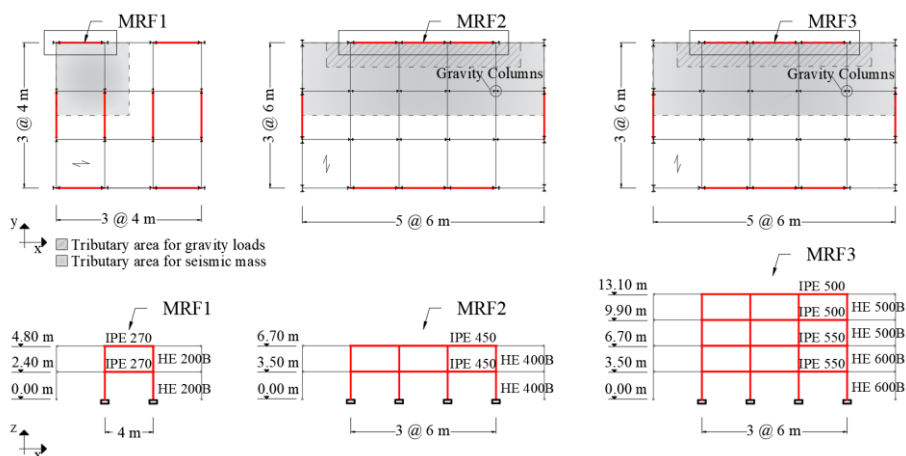 MRF1
MRF2
MRF3
3 @ 4 m
3 @ 6 m
3 @ 6 m
Gravity Columns
Gravity Columns
3 @ 4 m
5 @ 6 m
5 @ 6 m
y
x
Tributary area for gravity loads
Tributary area for seismic mass
MRF1
MRF2
MRF3
4.80 m
2.40 m
0.00 m
IPE 270
IPE 270
HE 200B
HE 200B
4 m
6.70 m
3.50 m
0.00 m
IPE 450
IPE 450
HE 400B
HE 400B
3 @ 6 m
13.10 m
9.90 m
6.70 m
3.50 m
0.00 m
IPE 500
IPE 500
IPE 550
IPE 550
HE 500B
HE 500B
HE 600B
HE 600B
3 @ 6 m
z
x